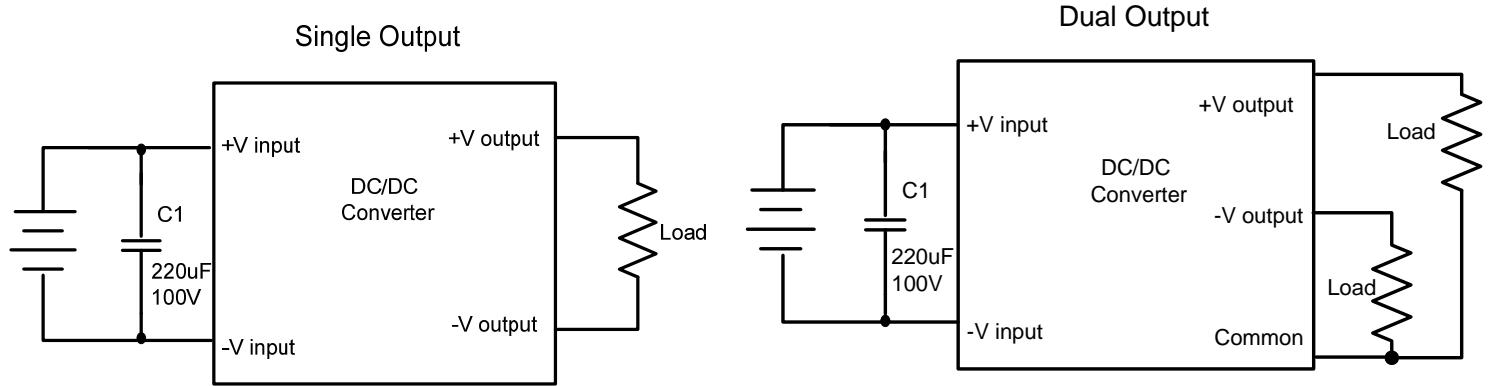 Single Output
+V input
+V output
DC/DC
Converter
C1
Load
220uF
100V
-V output
-V input
Dual Output
+V output
+V input
Load
DC/DC
Converter
C1
-V output
220uF
100V
Load
-V input
Common